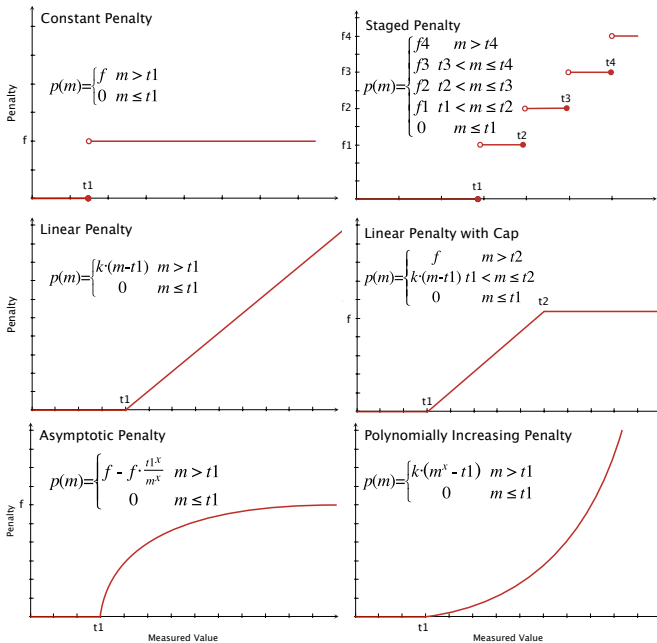 Constant Penalty
p(m)={f m > t1
0 m ≤ t1
Penalty
f
t1
Staged Penalty
f4
p(m)={f4 m > t4
f3 t3 < m ≤ t4
f2 t2 < m ≤ t3
f1 t1 < m ≤ t2
0 m ≤ t1
f3
f2
f1
t4
t3
t2
t1
Linear Penalty
p(m)={k·(m-t1) m > t1
0 m ≤ t1
Penalty
t1
Linear Penalty with Cap
p(m)={f m > t2
k·(m-t1) t1 < m ≤ t2
0 m ≤ t1
t2
f
t1
Asymptotic Penalty
p(m)={f - f·t1^x/m^x m > t1
0 m ≤ t1
f
Penalty
t1
Measured Value
Polynomially Increasing Penalty
p(m)={k·(m^x - t1) m > t1
0 m ≤ t1
t1
Measured Value